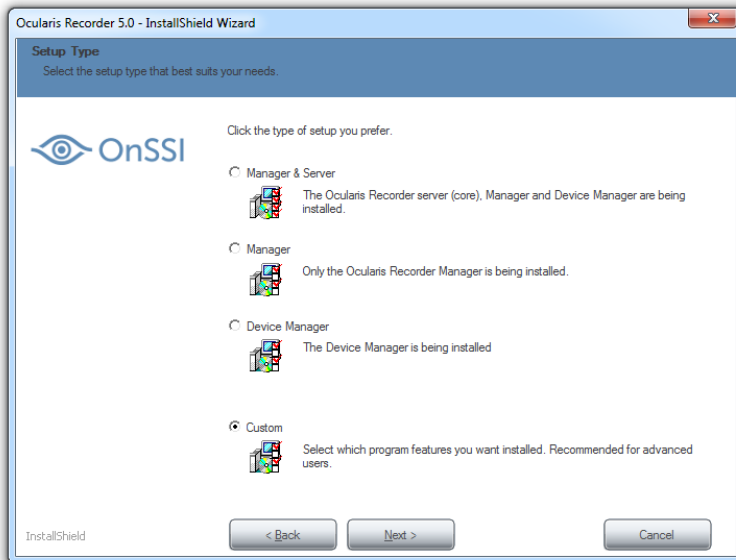 Ocularis Recorder 5.0 - InstallShield Wizard
Setup Type
Select the setup type that best suits your needs.
OnSSI
Click the type of setup you prefer.
Manager & Server
The Ocularis Recorder server (core), Manager and Device Manager are being
installed.
Manager
Only the Ocularis Recorder Manager is being installed.
Device Manager
The Device Manager is being installed
Custom
Select which program features you want installed. Recommended for advanced
users.
InstallShield
< Back
Next >
Cancel